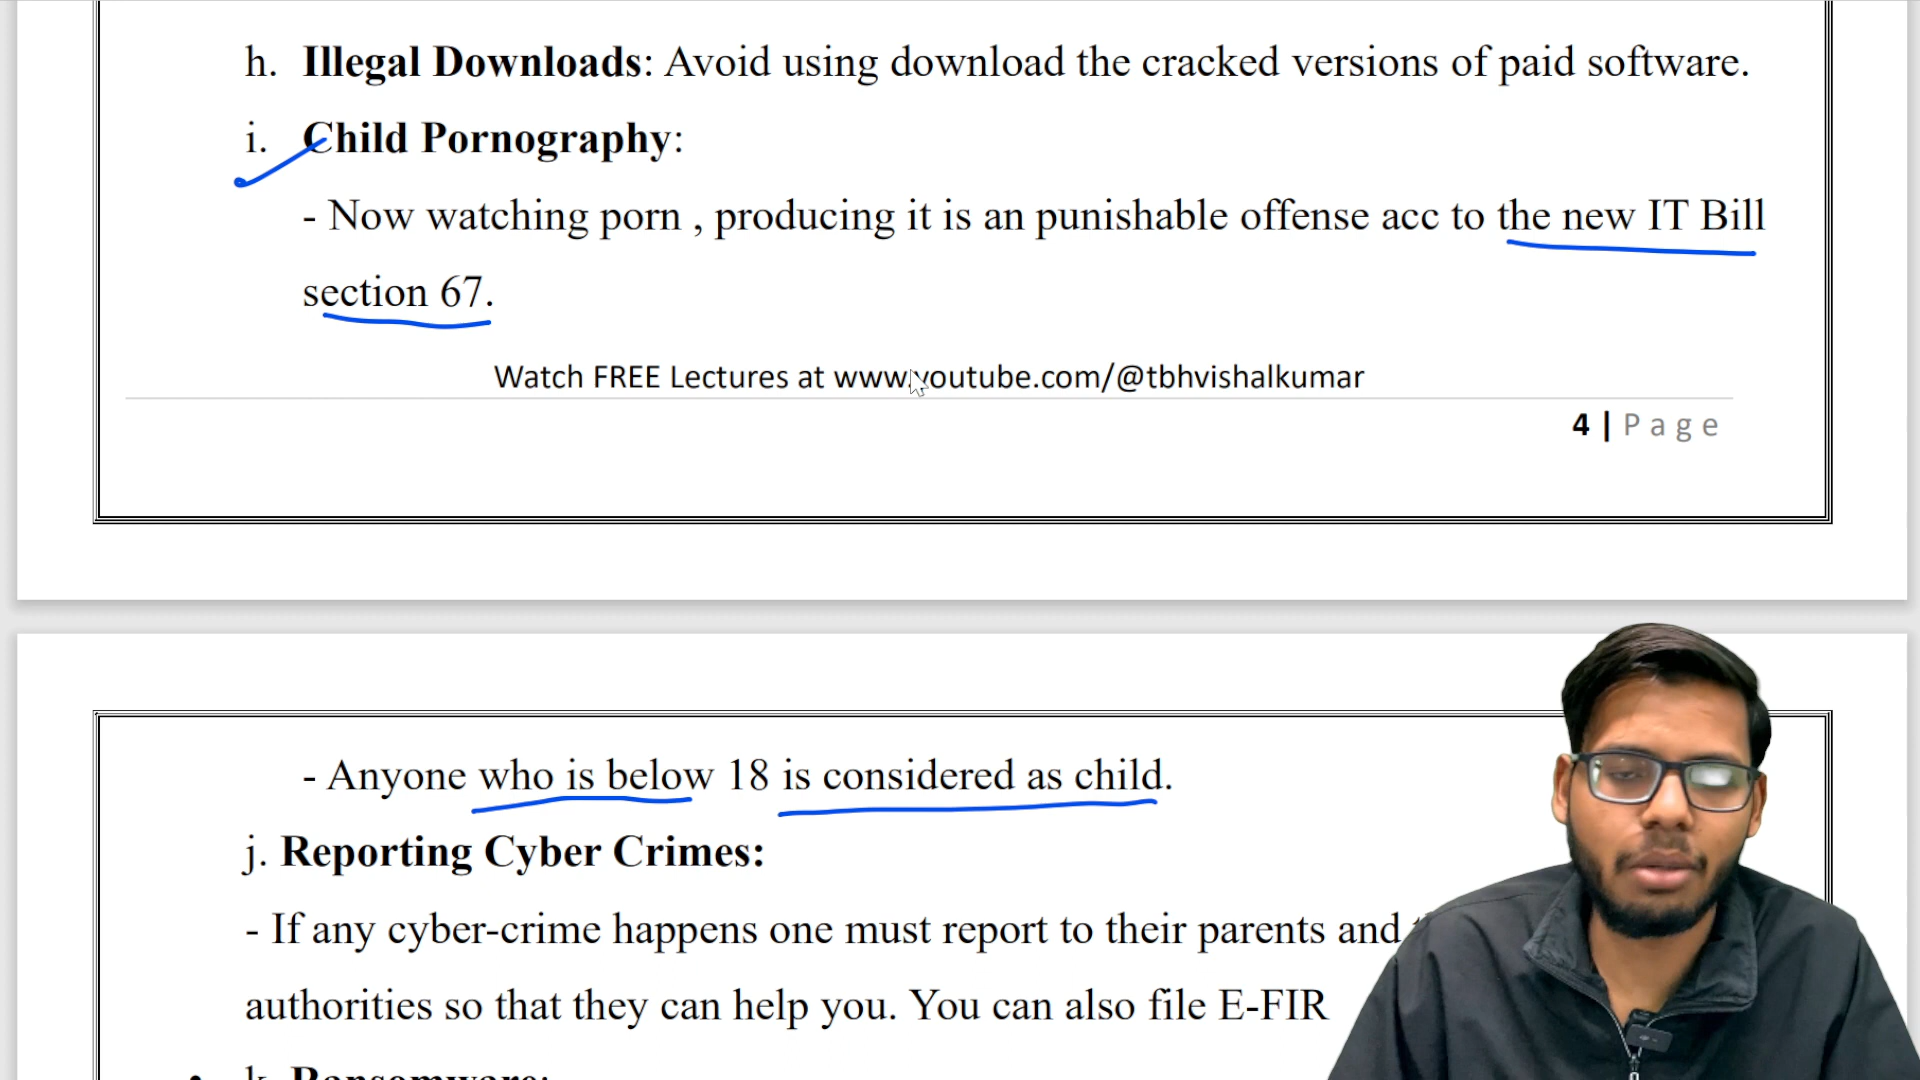 h. Illegal Downloads: Avoid using download the cracked versions of paid software.
i. Child Pornography:
- Now watching porn , producing it is an punishable offense acc to the new IT Bill
section 67.
Watch FREE Lectures at www.youtube.com/@tbhvishalkumar
4 | Page
- Anyone who is below 18 is considered as child.
j. Reporting Cyber Crimes:
- If any cyber-crime happens one must report to their parents and
authorities so that they can help you. You can also file E-FIR
k. Ransomware: